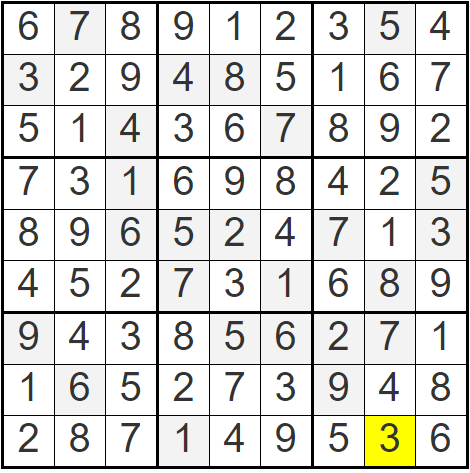 6 7 8 9 1 2 3 5 4
3 2 9 4 8 5 1 6 7
5 1 4 3 6 7 8 9 2
7 3 1 6 9 8 4 2 5
8 9 6 5 2 4 7 1 3
4 5 2 7 3 1 6 8 9
9 4 3 8 5 6 2 7 1
1 6 5 2 7 3 9 4 8
2 8 7 1 4 9 5 3 6